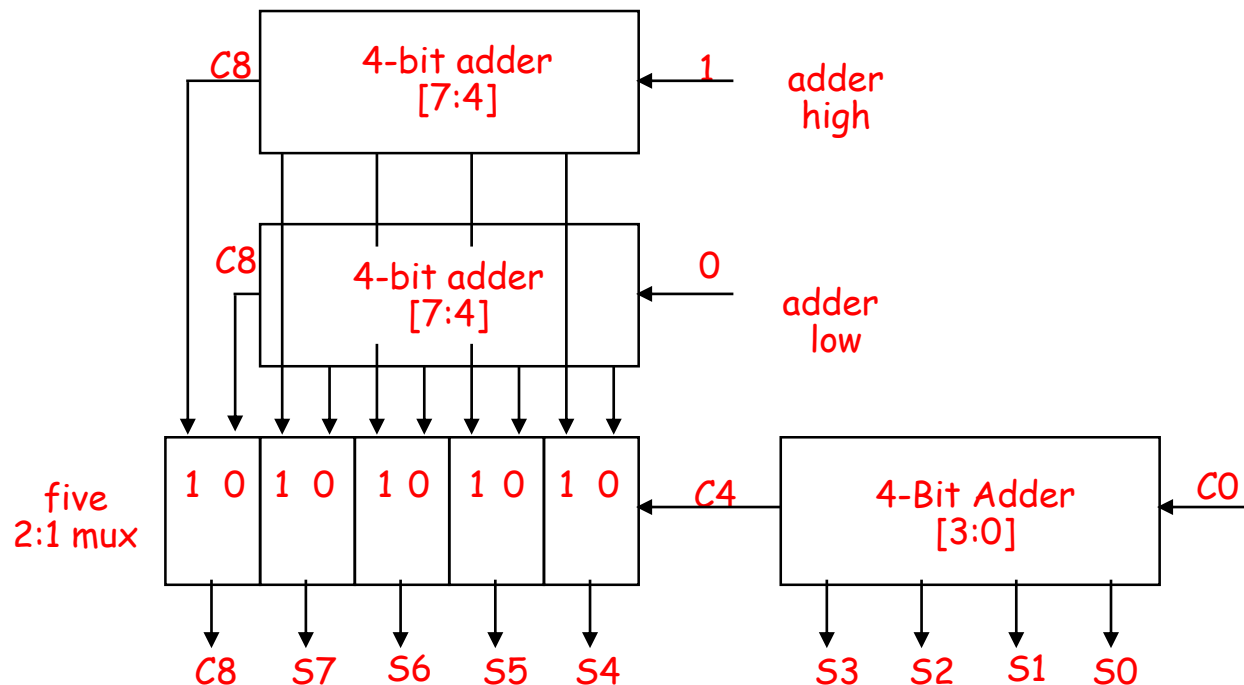 C8
4-bit adder
[7:4]
1
adder
high
C8
4-bit adder
[7:4]
0
adder
low
five
2:1 mux
1 0 1 0 1 0 1 0 1 0
C4
4-Bit Adder
[3:0]
C0
C8 S7 S6 S5 S4 S3 S2 S1 S0